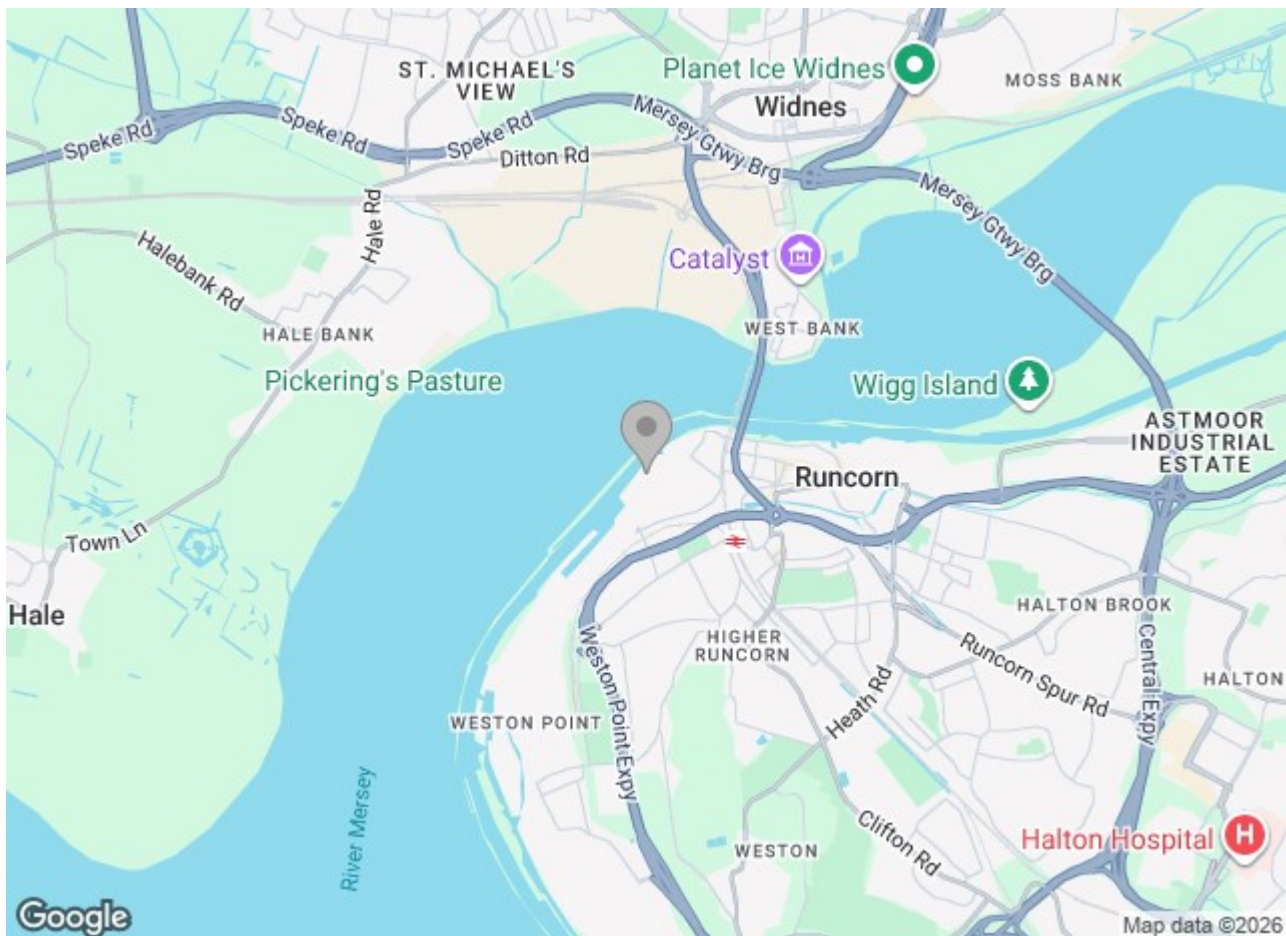 ST. MICHAEL'S
VIEW
Planet Ice Widnes
MOSS BANK
Widnes
Speke Rd
Speke Rd
Speke Rd
Mersey Gtwy Brg
Ditton Rd
Mersey Gtwy Brg
Hale Rd
Halebank Rd
Catalyst
HALE BANK
WEST BANK
Pickering's Pasture
Wigg Island
ASTMOOR
INDUSTRIAL
ESTATE
Runcorn
Town Ln
Hale
HALTON BROOK
HIGHER
RUNCORN
Runcorn Spur Rd
Central Expy
HALTON
Weston Point Expy
Heath Rd
WESTON POINT
River Mersey
Clifton Rd
WESTON
Halton Hospital
H
Google
Map data ©2026